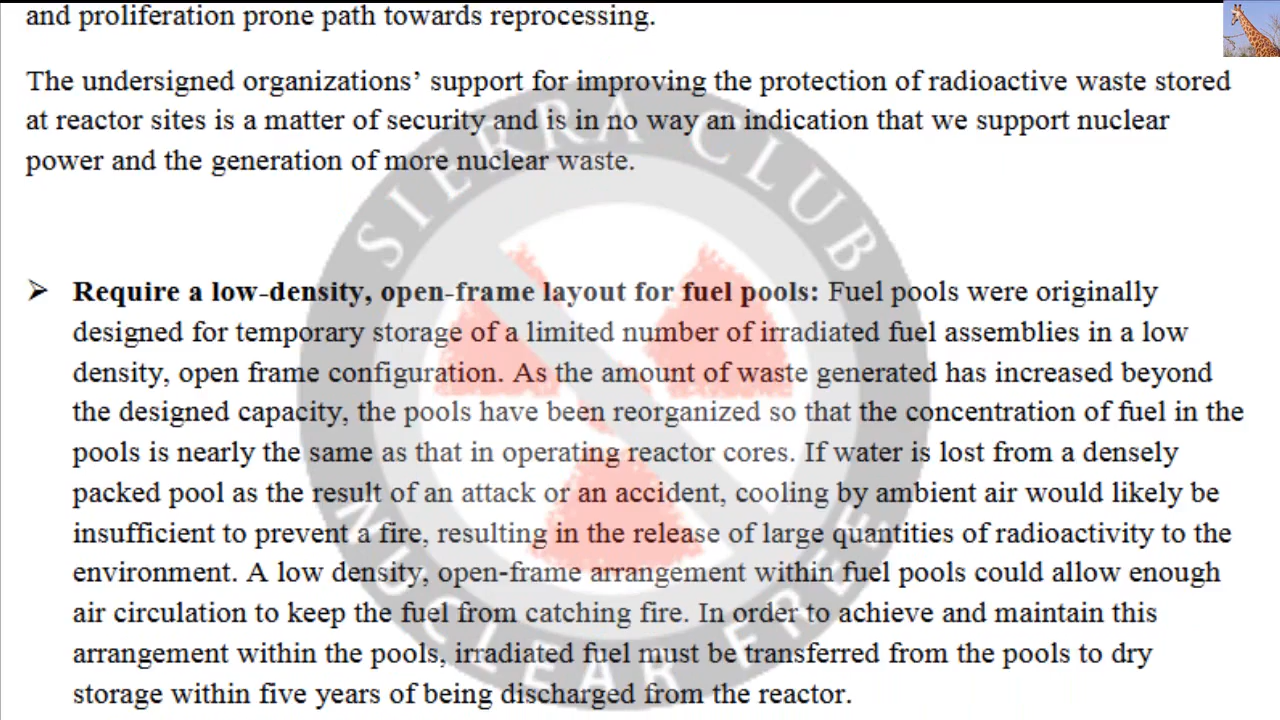 and proliferation prone path towards reprocessing.
The undersigned organizations’ support for improving the protection of radioactive waste stored
at reactor sites is a matter of security and is in no way an indication that we support nuclear
power and the generation of more nuclear waste.
SIERRA CLUB
➢ Require a low-density, open-frame layout for fuel pools: Fuel pools were originally
designed for temporary storage of a limited number of irradiated fuel assemblies in a low
density, open frame configuration. As the amount of waste generated has increased beyond
the designed capacity, the pools have been reorganized so that the concentration of fuel in the
pools is nearly the same as that in operating reactor cores. If water is lost from a densely
packed pool as the result of an attack or an accident, cooling by ambient air would likely be
insufficient to prevent a fire, resulting in the release of large quantities of radioactivity to the
environment. A low density, open-frame arrangement within fuel pools could allow enough
air circulation to keep the fuel from catching fire. In order to achieve and maintain this
arrangement within the pools, irradiated fuel must be transferred from the pools to dry
storage within five years of being discharged from the reactor.
NUCLEAR FREE